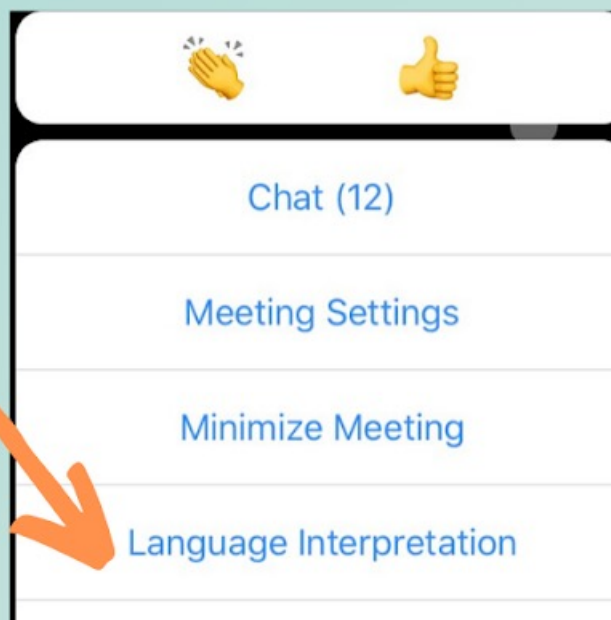 Chat (12)
Meeting Settings
Minimize Meeting
Language Interpretation